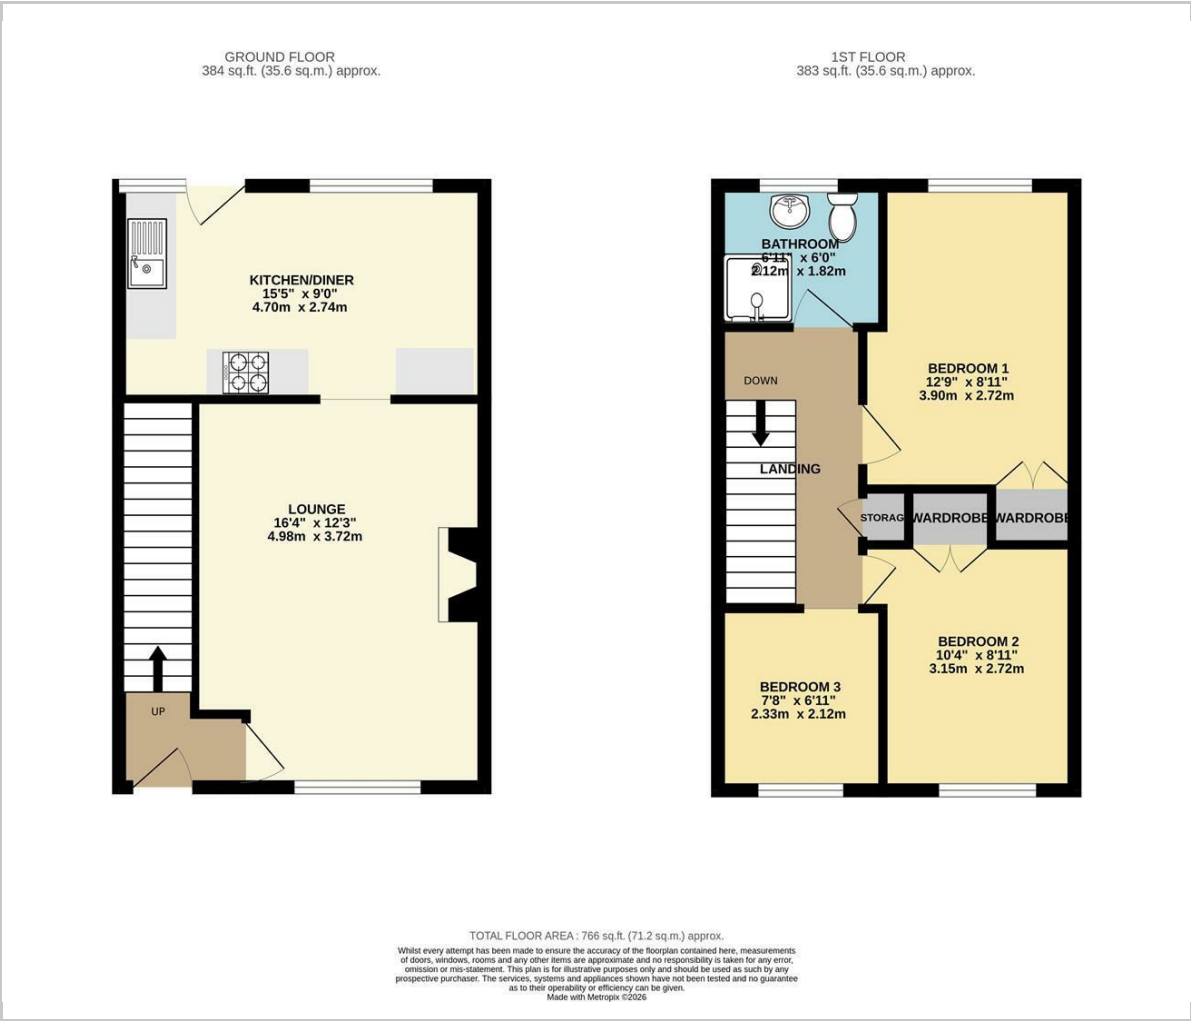 GROUND FLOOR
384 sq.ft. (35.6 sq.m.) approx.
1ST FLOOR
383 sq.ft. (35.6 sq.m.) approx.
KITCHEN/DINER
15'5" x 9'0"
4.70m x 2.74m
LOUNGE
16'4" x 12'3"
4.98m x 3.72m
UP
BATHROOM
6'11" x 6'0"
2.12m x 1.82m
BEDROOM 1
12'9" x 8'11"
3.90m x 2.72m
DOWN
LANDING
STORAG
WARDROBE
WARDROBE
BEDROOM 2
10'4" x 8'11"
3.15m x 2.72m
BEDROOM 3
7'8" x 6'11"
2.33m x 2.12m
TOTAL FLOOR AREA : 766 sq.ft. (71.2 sq.m.) approx.
Whilst every attempt has been made to ensure the accuracy of the floorplan contained here, measurements
of doors, windows, rooms and any other items are approximate and no responsibility is taken for any error,
omission or mis-statement. This plan is for illustrative purposes only and should be used as such by any
prospective purchaser. The services, systems and appliances shown have not been tested and no guarantee
as to their operability or efficiency can be given.
Made with Metropix ©2026